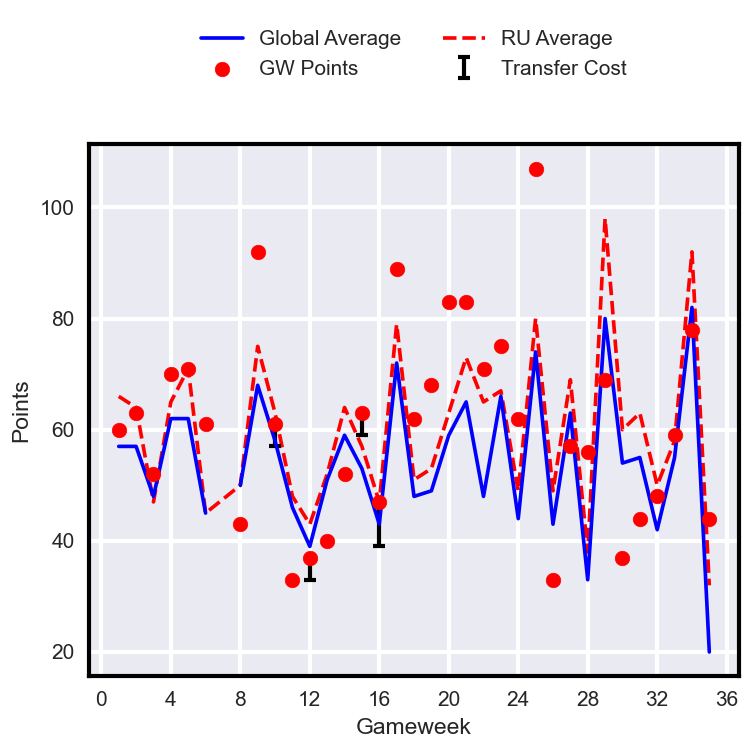 Global Average
RU Average
GW Points
Transfer Cost
100
80
60
40
20
Points
0 4 8 12 16 20 24 28 32 36
Gameweek